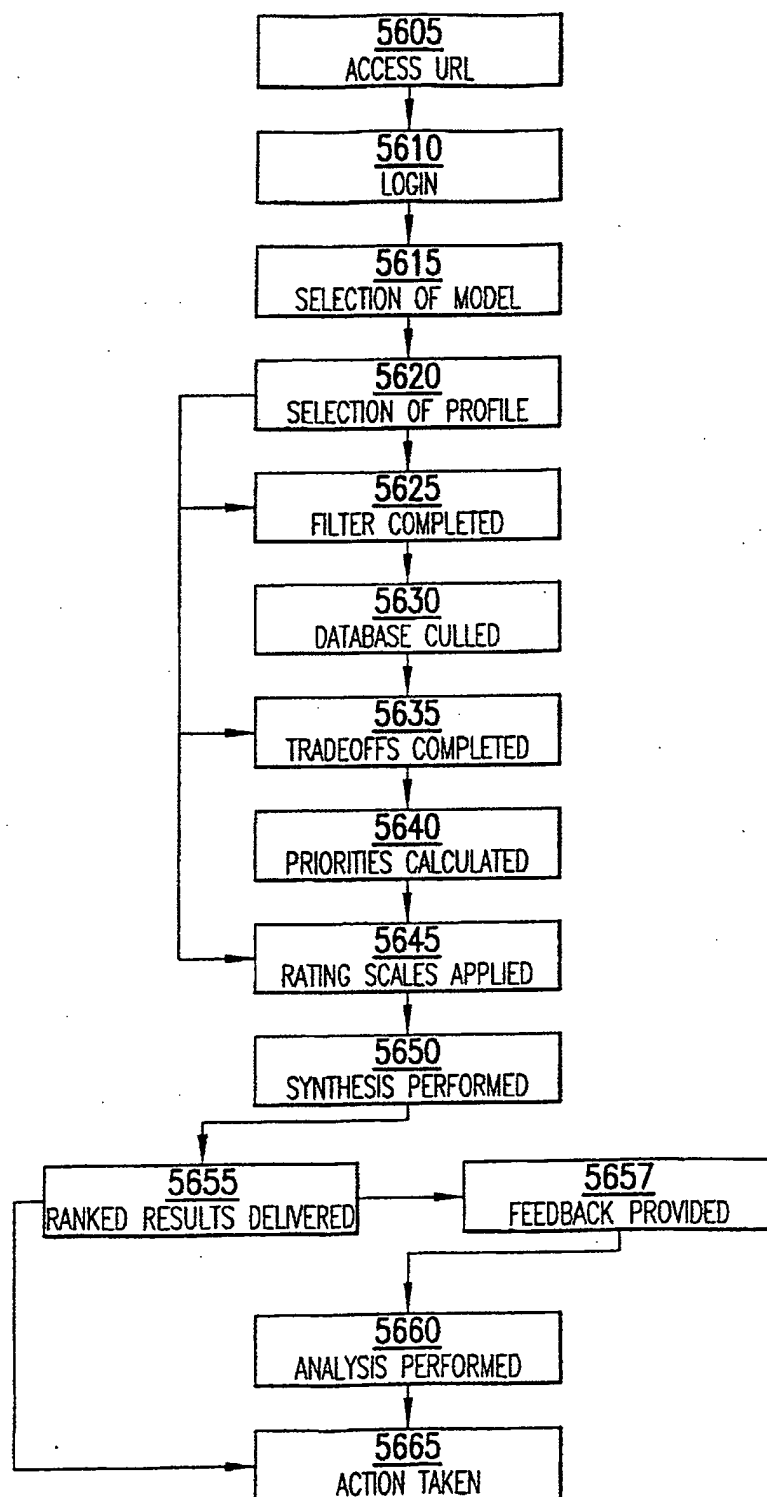 5605
ACCESS URL
5610
LOGIN
5615
SELECTION OF MODEL
5620
SELECTION OF PROFILE
5625
FILTER COMPLETED
5630
DATABASE CULLED
5635
TRADEOFFS COMPLETED
5640
PRIORITIES CALCULATED
5645
RATING SCALES APPLIED
5650
SYNTHESIS PERFORMED
5655
RANKED RESULTS DELIVERED
5657
FEEDBACK PROVIDED
5660
ANALYSIS PERFORMED
5665
ACTION TAKEN